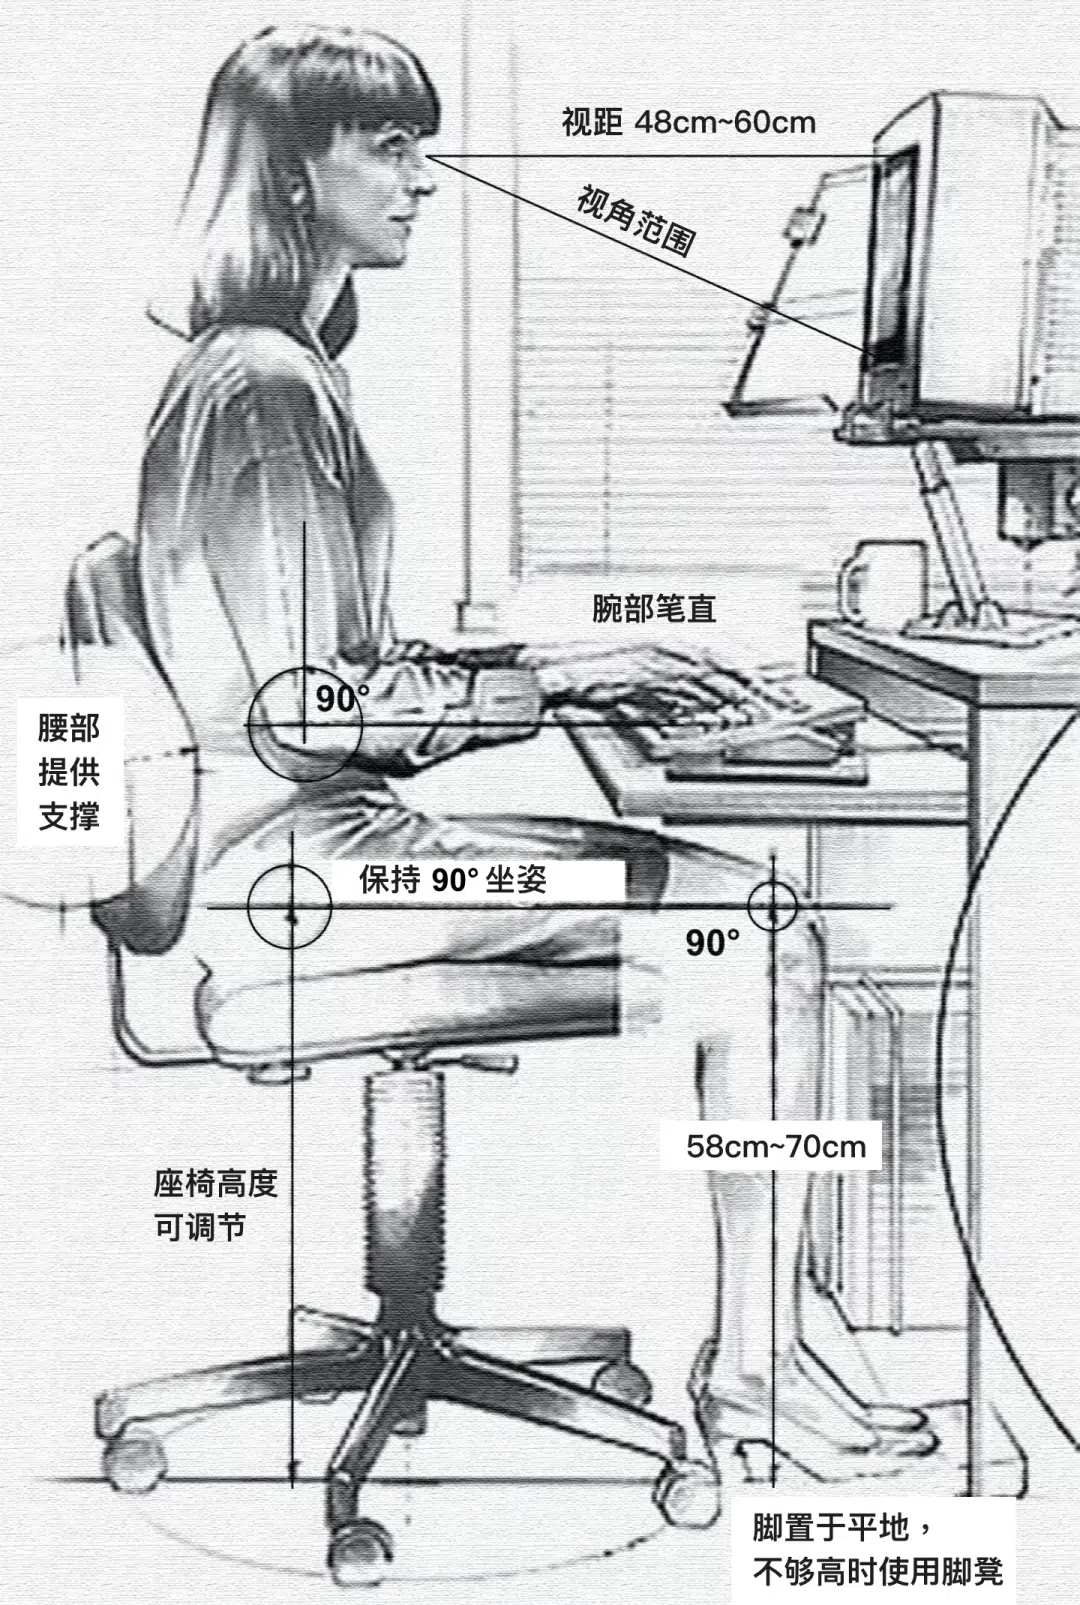 视距 48cm~60cm
视角范围
腕部笔直
90°
腰部
提供
支撑
保持 90° 坐姿
90°
58cm~70cm
座椅高度
可调节
脚置于平地，
不够高时使用脚凳